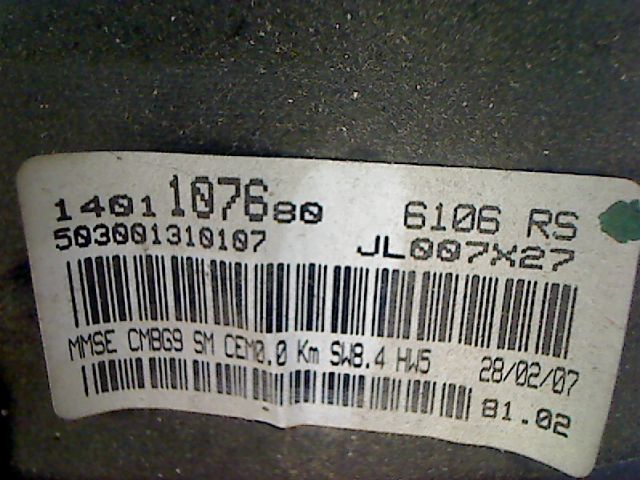 1401107680 6106 RS
503001310107 JL007X27
MMSE CMBG9 SM CEM0.0 Km SW8.4 HW5 28/02/07
81.02